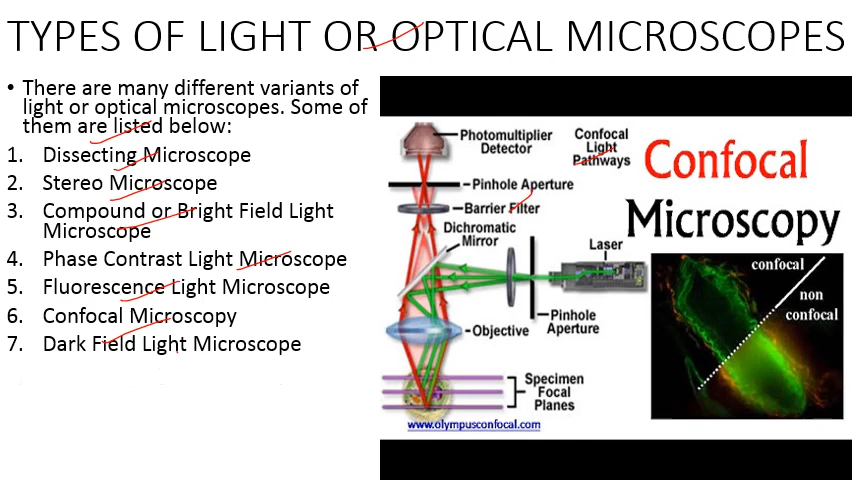 TYPES OF LIGHT OR OPTICAL MICROSCOPES
• There are many different variants of
light or optical microscopes. Some of
them are listed below:
1. Dissecting Microscope
2. Stereo Microscope
3. Compound or Bright Field Light
Microscope
4. Phase Contrast Light Microscope
5. Fluorescence Light Microscope
6. Confocal Microscopy
7. Dark Field Light Microscope
Photomultiplier
Detector
Confocal
Light
Pathways
Pinhole Aperture
Barrier Filter
Dichromatic
Mirror
Laser
Pinhole
Aperture
Objective
Specimen
Focal
Planes
www.olympusconfocal.com
Confocal
Microscopy
confocal
non
confocal